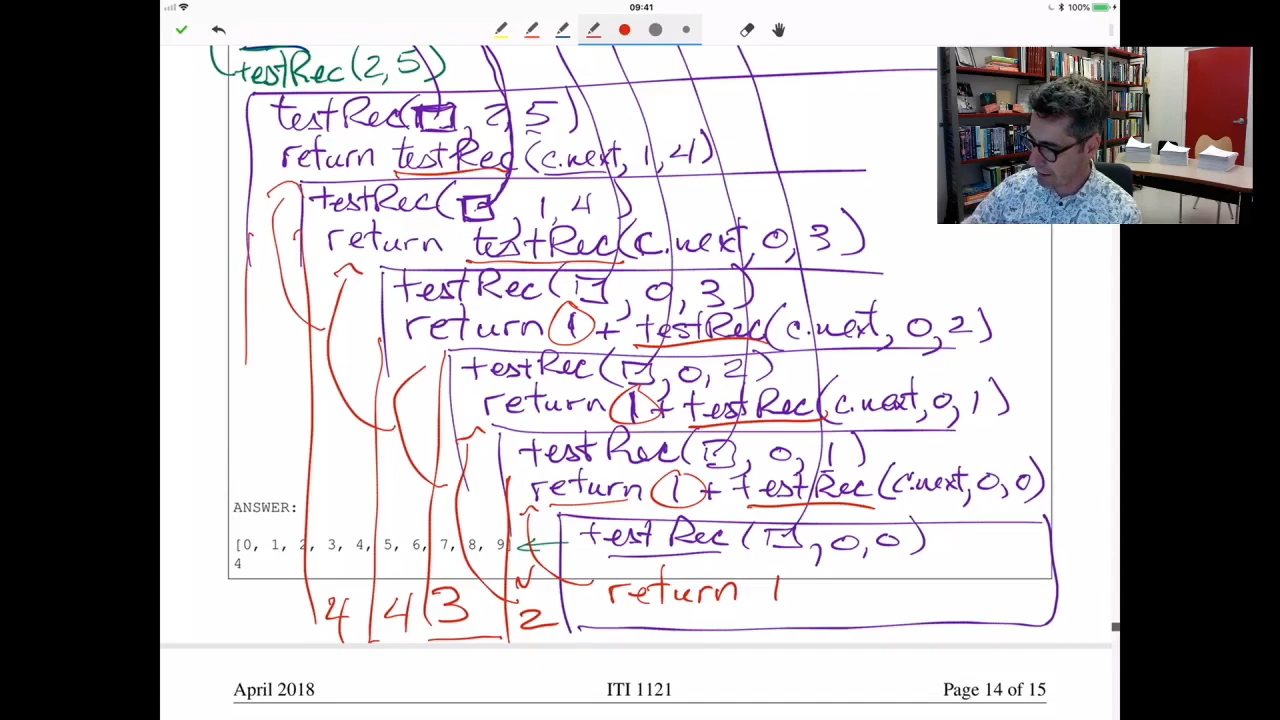 09:41
100%
testRec(2,5)
testRec( , 2, 5)
return testRec(c.next, 1, 4)
testRec( , 1, 4)
return testRec(c.next, 0, 3)
testRec( , 0, 3)
return 1 + testRec(c.next, 0, 2)
testRec( , 0, 2)
return 1 + testRec(c.next, 0, 1)
testRec( , 0, 1)
return 1 + testRec(c.next, 0, 0)
ANSWER:
testRec( , 0, 0)
[0, 1, 2, 3, 4, 5, 6, 7, 8, 9]
4
return 1
4 4 3 2
April 2018 ITI 1121 Page 14 of 15